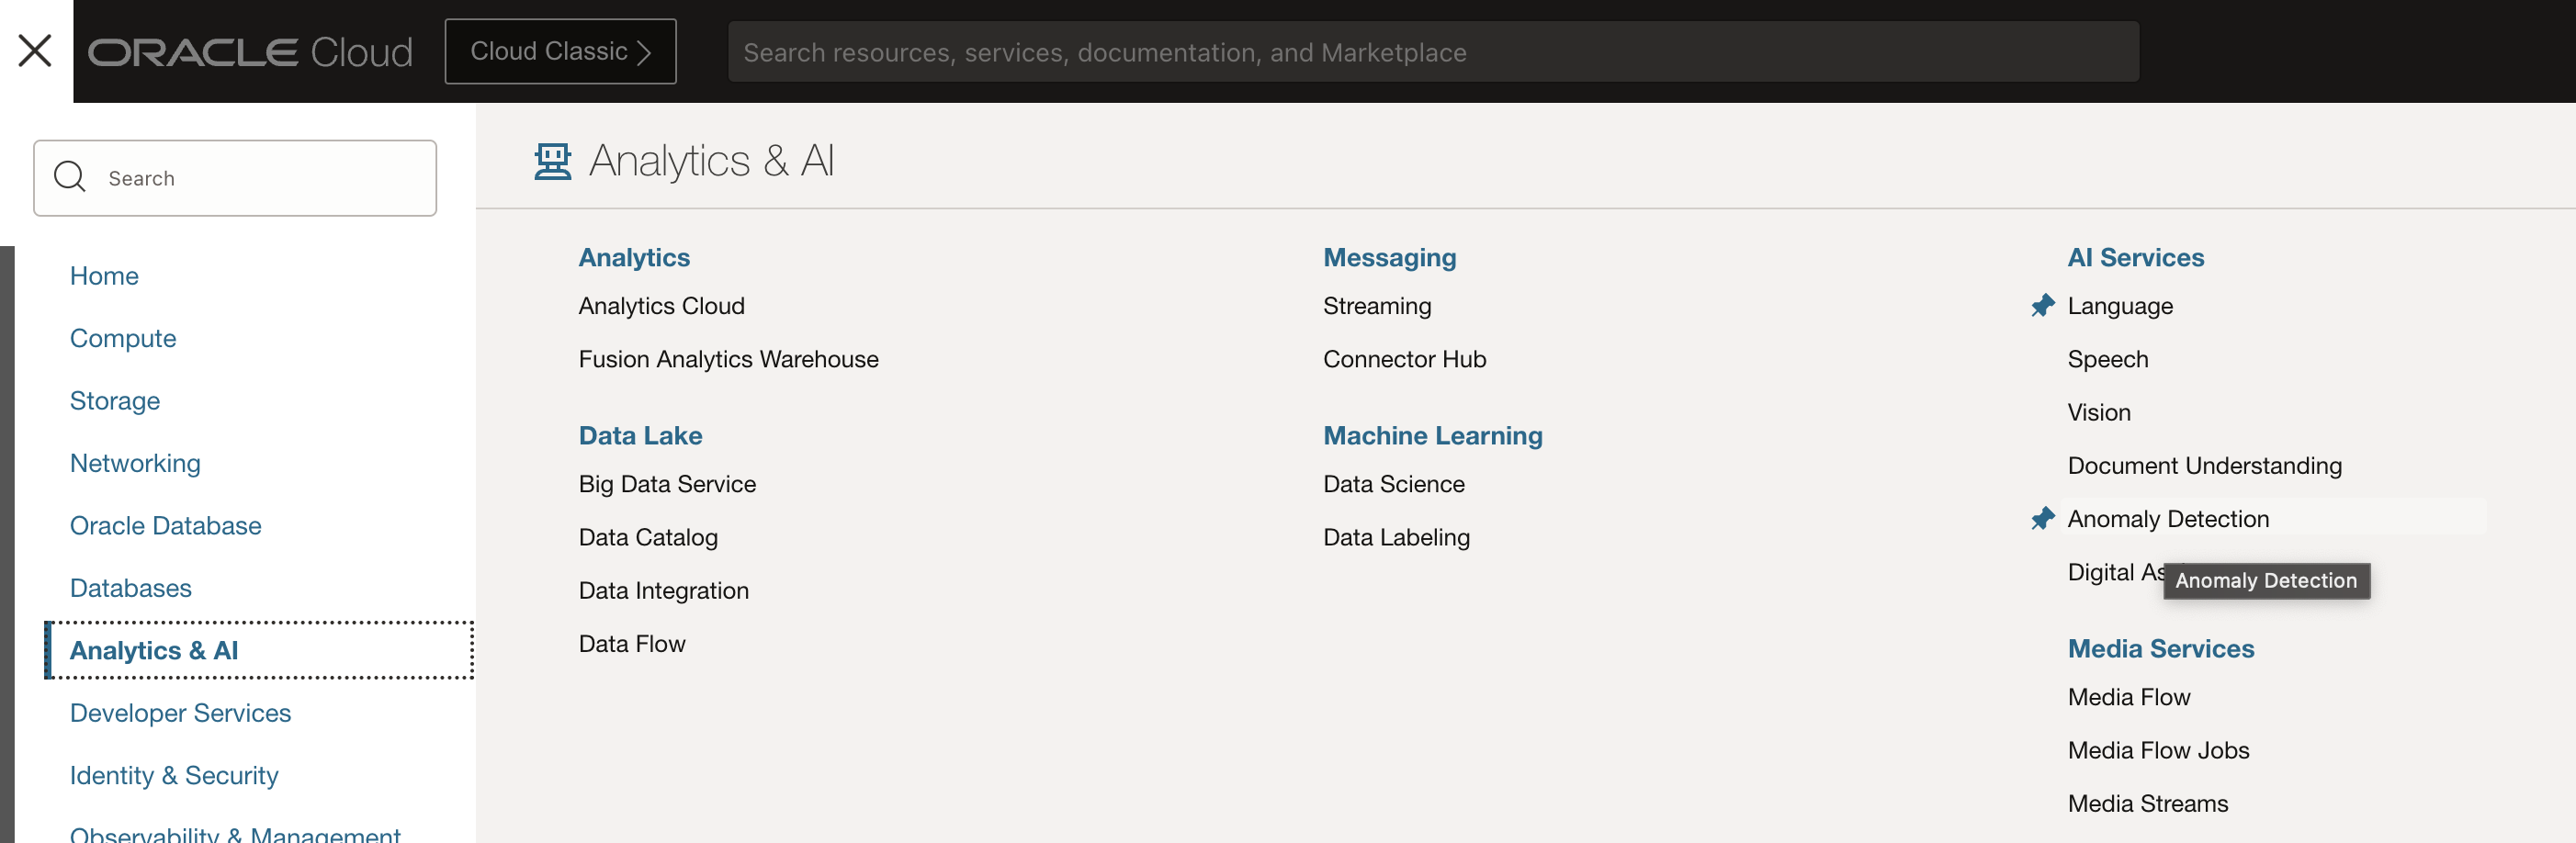 ORACLE Cloud
Cloud Classic
Search resources, services, documentation, and Marketplace
Search
Home
Compute
Storage
Networking
Oracle Database
Databases
Analytics & AI
Developer Services
Identity & Security
Observability & Management
Analytics & AI
Analytics
Analytics Cloud
Fusion Analytics Warehouse
Data Lake
Big Data Service
Data Catalog
Data Integration
Data Flow
Messaging
Streaming
Connector Hub
Machine Learning
Data Science
Data Labeling
AI Services
Language
Speech
Vision
Document Understanding
Anomaly Detection
Digital
Anomaly Detection
Media Services
Media Flow
Media Flow Jobs
Media Streams